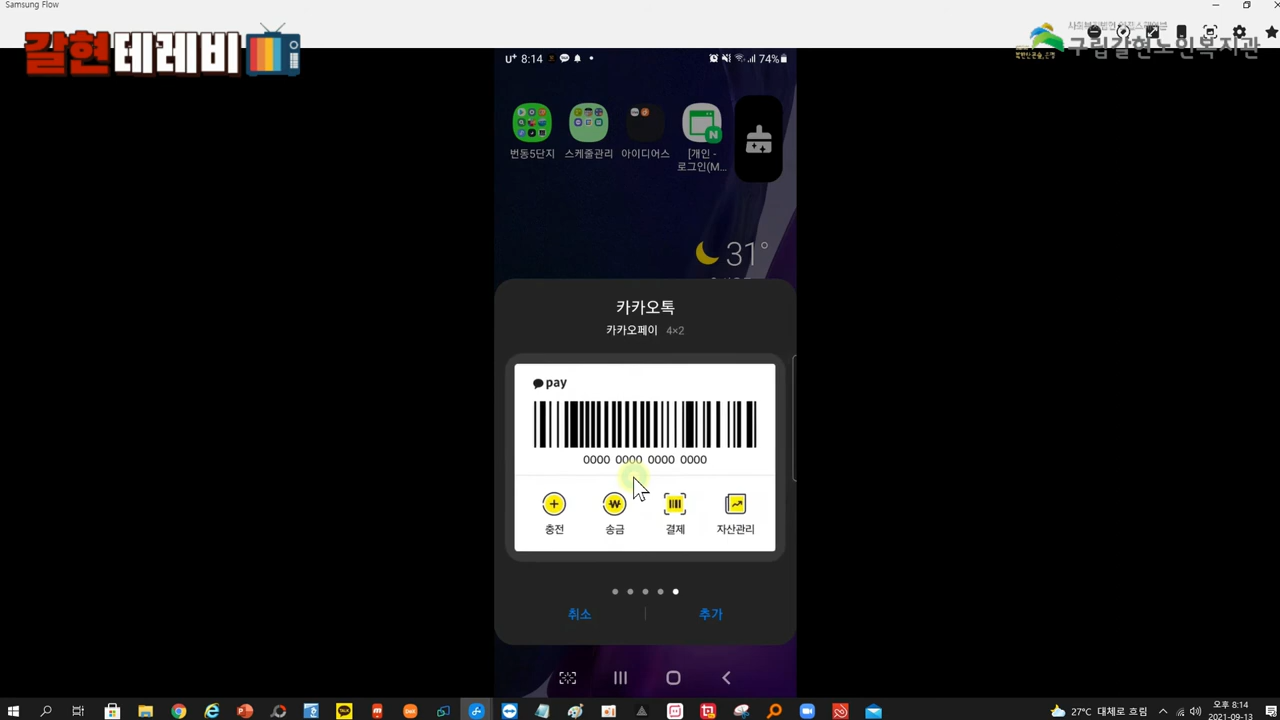 Samsung Flow
갈현테레비
구립갈현노인복지관
U+ 8:14
74%
번동5단지
스케줄관리
아이디어스
[개인 -
로그인(M...
31°
카카오톡
카카오페이 4×2
pay
0000 0000 0000 0000
충전
송금
결제
자산관리
취소
추가
27°C 대체로 흐림
오후 8:14
2021-09-13